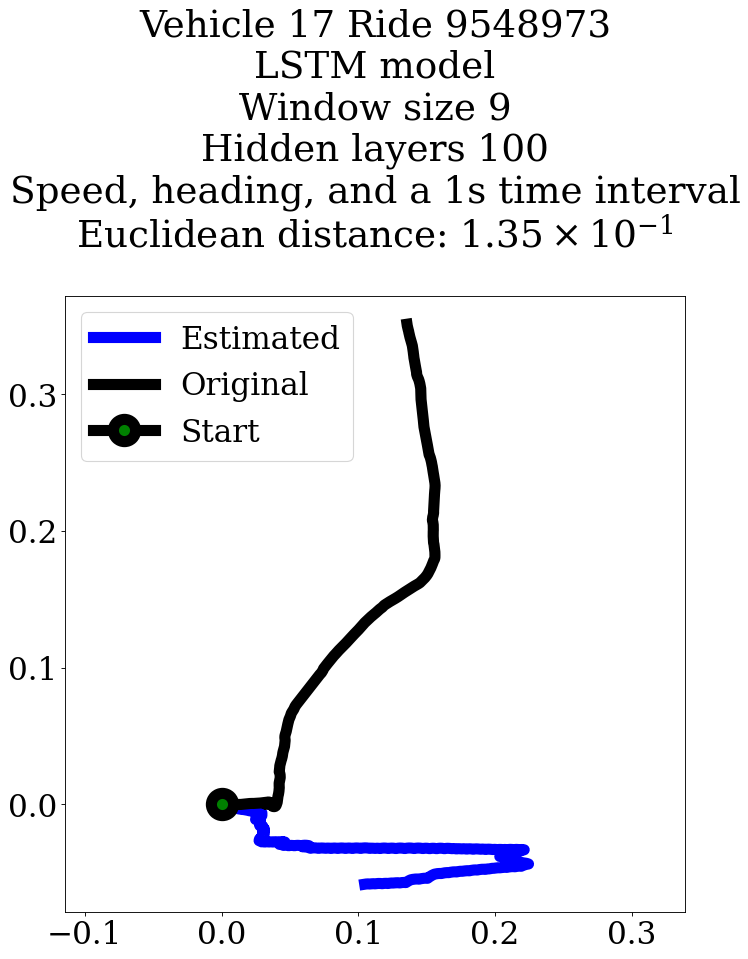 Vehicle 17 Ride 9548973
LSTM model
Window size 9
Hidden layers 100
Speed, heading, and a 1s time interval
Euclidean distance: 1.35 × 10⁻¹
Estimated
Original
Start
0.3
0.2
0.1
0.0
−0.1 0.0 0.1 0.2 0.3